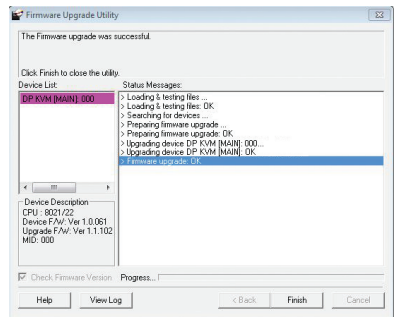 Firmware Upgrade Utility
The Firmware upgrade was successful.
Click Finish to close the utility.
Device List:
Status Messages:
DP KVM [MAIN]: 000
> Loading & testing files ...
> Loading & testing files: OK
> Searching for devices ...
> Preparing firmware upgrade ...
> Preparing firmware upgrade: OK
> Upgrading device DP KVM [MAIN]: 000...
> Upgrading device DP KVM [MAIN]: OK
> Firmware upgrade: OK
Device Description
CPU : 8021/22
Device F/W: Ver 1.0.061
Upgrade F/W: Ver 1.1.102
MID: 000
Check Firmware Version
Progress...
Help
View Log
< Back
Finish
Cancel